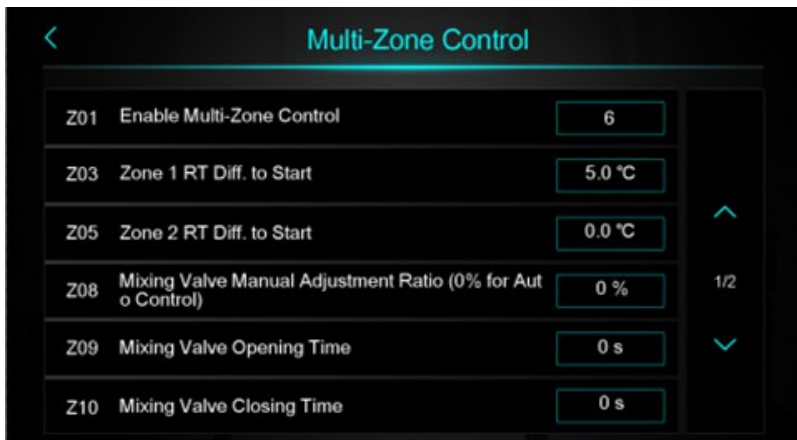 Multi-Zone Control
Z01 Enable Multi-Zone Control 6
Z03 Zone 1 RT Diff. to Start 5.0 ℃
Z05 Zone 2 RT Diff. to Start 0.0 ℃
Z08 Mixing Valve Manual Adjustment Ratio (0% for Aut
o Control) 0 %
1/2
Z09 Mixing Valve Opening Time 0 s
Z10 Mixing Valve Closing Time 0 s